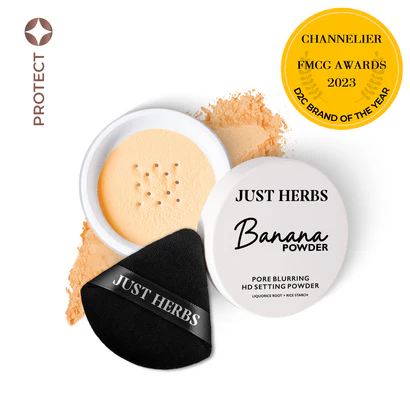 PROTECT
CHANNELIER
FMCG AWARDS
2023
D2C BRAND OF THE YEAR
JUST HERBS
Banana
POWDER
PORE BLURRING
HD SETTING POWDER
LIQUORICE ROOT + RICE STARCH
JUST HERBS